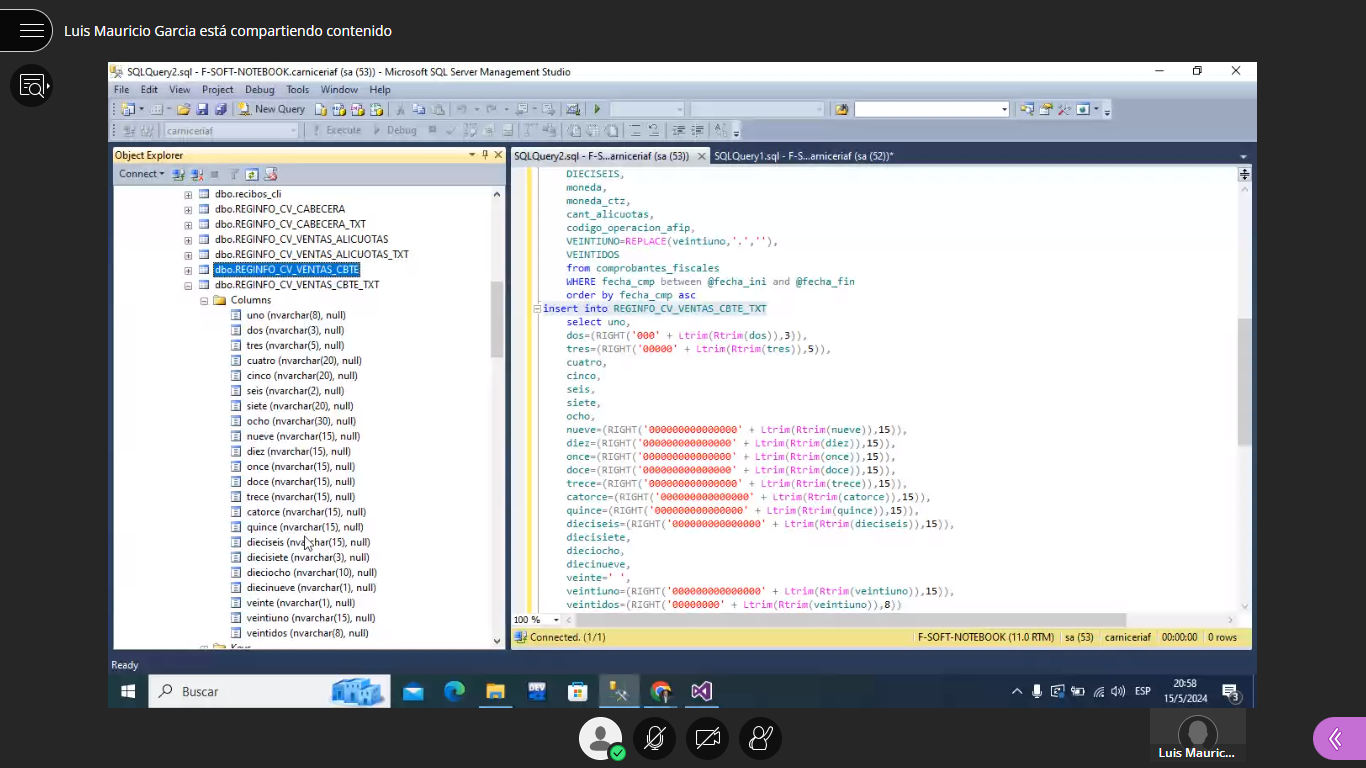 Luis Mauricio Garcia está compartiendo contenido
SQLQuery2.sql - F-SOFT-NOTEBOOK.carniceriaf (sa (53)) - Microsoft SQL Server Management Studio
File Edit View Project Debug Tools Window Help
New Query
carniceriaf Execute Debug
Object Explorer
Connect
dbo.recibos_cli
dbo.REGINFO_CV_CABECERA
dbo.REGINFO_CV_CABECERA_TXT
dbo.REGINFO_CV_VENTAS_ALICUOTAS
dbo.REGINFO_CV_VENTAS_ALICUOTAS_TXT
dbo.REGINFO_CV_VENTAS_CBTE
dbo.REGINFO_CV_VENTAS_CBTE_TXT
Columns
uno (nvarchar(8), null)
dos (nvarchar(3), null)
tres (nvarchar(5), null)
cuatro (nvarchar(20), null)
cinco (nvarchar(20), null)
seis (nvarchar(2), null)
siete (nvarchar(20), null)
ocho (nvarchar(30), null)
nueve (nvarchar(15), null)
diez (nvarchar(15), null)
once (nvarchar(15), null)
doce (nvarchar(15), null)
trece (nvarchar(15), null)
catorce (nvarchar(15), null)
quince (nvarchar(15), null)
dieciseis (nvarchar(15), null)
diecisiete (nvarchar(3), null)
dieciocho (nvarchar(10), null)
diecinueve (nvarchar(1), null)
veinte (nvarchar(1), null)
veintiuno (nvarchar(15), null)
veintidos (nvarchar(8), null)
Keys
SQLQuery2.sql - F-S...arniceriaf (sa (53)) SQLQuery1.sql - F-S...arniceriaf (sa (52))*
DIECISEIS,
moneda,
moneda_ctz,
cant_alicuotas,
codigo_operacion_afip,
VEINTIUNO=REPLACE(veintiuno,'.',''),
VEINTIDOS
from comprobantes_fiscales
WHERE fecha_cmp between @fecha_ini and @fecha_fin
order by fecha_cmp asc
insert into REGINFO_CV_VENTAS_CBTE_TXT
select uno,
dos=(RIGHT('000' + Ltrim(Rtrim(dos)),3)),
tres=(RIGHT('00000' + Ltrim(Rtrim(tres)),5)),
cuatro,
cinco,
seis,
siete,
ocho,
nueve=(RIGHT('000000000000000' + Ltrim(Rtrim(nueve)),15)),
diez=(RIGHT('000000000000000' + Ltrim(Rtrim(diez)),15)),
once=(RIGHT('000000000000000' + Ltrim(Rtrim(once)),15)),
doce=(RIGHT('000000000000000' + Ltrim(Rtrim(doce)),15)),
trece=(RIGHT('000000000000000' + Ltrim(Rtrim(trece)),15)),
catorce=(RIGHT('000000000000000' + Ltrim(Rtrim(catorce)),15)),
quince=(RIGHT('000000000000000' + Ltrim(Rtrim(quince)),15)),
dieciseis=(RIGHT('000000000000000' + Ltrim(Rtrim(dieciseis)),15)),
diecisiete,
dieciocho,
diecinueve,
veinte=' ',
veintiuno=(RIGHT('000000000000000' + Ltrim(Rtrim(veintiuno)),15)),
veintidos=(RIGHT('00000000' + Ltrim(Rtrim(veintiuno)),8))
100 %
Connected. (1/1) F-SOFT-NOTEBOOK (11.0 RTM) sa (53) carniceriaf 00:00:00 0 rows
Ready
Buscar
DEV
ESP
20:58
15/5/2024
3
Luis Mauric...